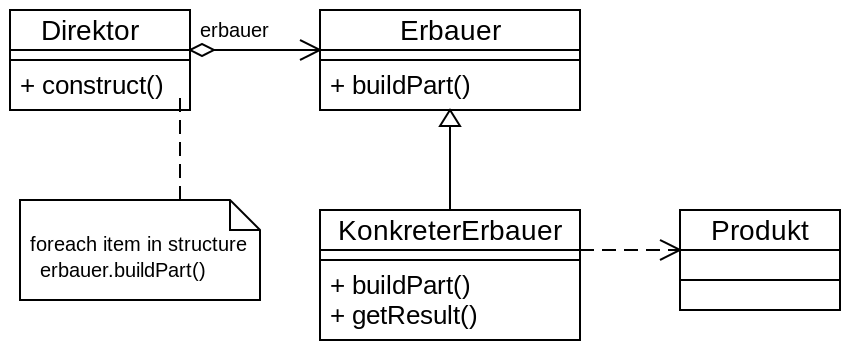 Direktor
erbauer
Erbauer
+ construct()
+ buildPart()
foreach item in structure
erbauer.buildPart()
KonkreterErbauer
Produkt
+ buildPart()
+ getResult()